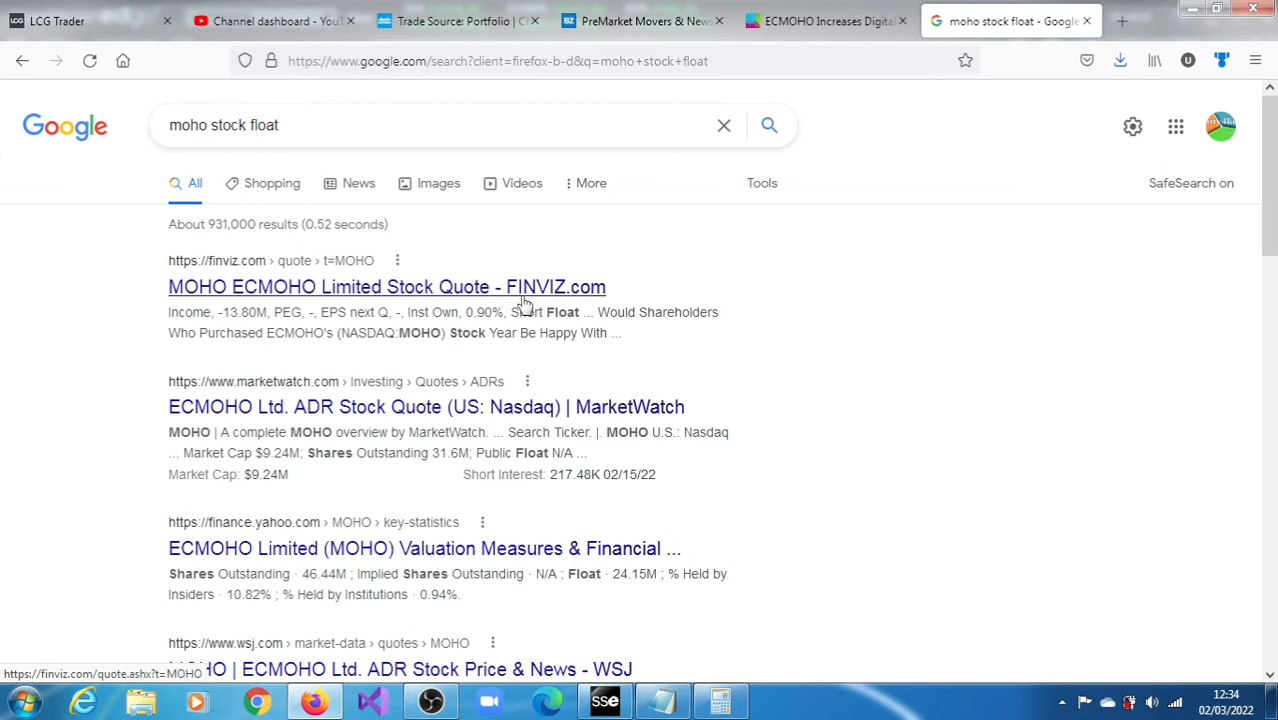 LCG Trader
Channel dashboard - YouT
Trade Source: Portfolio | C
PreMarket Movers & News
ECMOHO Increases Digital
moho stock float - Google
https://www.google.com/search?client=firefox-b-d&q=moho+stock+float
Google
moho stock float
All
Shopping
News
Images
Videos
More
Tools
SafeSearch on
About 931,000 results (0.52 seconds)
https://finviz.com › quote › t=MOHO
MOHO ECMOHO Limited Stock Quote - FINVIZ.com
Income, -13.80M, PEG, -, EPS next Q, -, Inst Own, 0.90%, Short Float ... Would Shareholders
Who Purchased ECMOHO's (NASDAQ:MOHO) Stock Year Be Happy With ...
https://www.marketwatch.com › Investing › Quotes › ADRs
ECMOHO Ltd. ADR Stock Quote (US: Nasdaq) | MarketWatch
MOHO | A complete MOHO overview by MarketWatch. ... Search Ticker. |. MOHO U.S.: Nasdaq
... Market Cap $9.24M; Shares Outstanding 31.6M; Public Float N/A ...
Market Cap: $9.24M
Short Interest: 217.48K 02/15/22
https://finance.yahoo.com › MOHO › key-statistics
ECMOHO Limited (MOHO) Valuation Measures & Financial ...
Shares Outstanding · 46.44M ; Implied Shares Outstanding · N/A ; Float · 24.15M ; % Held by
Insiders · 10.82% ; % Held by Institutions · 0.94%.
https://www.wsj.com › market-data › quotes › MOHO
MOHO | ECMOHO Ltd. ADR Stock Price & News - WSJ
https://finviz.com/quote.ashx?t=MOHO
sse
12:34
02/03/2022